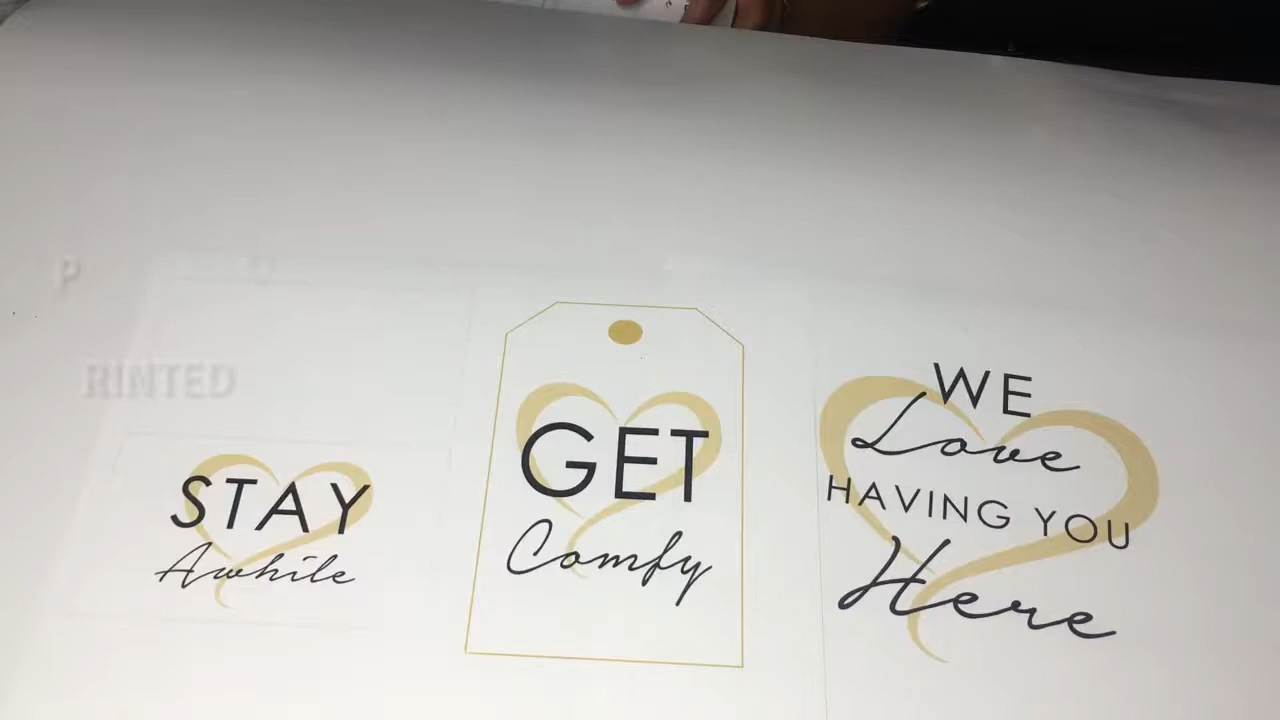 P
RINTED
STAY
Awhile
GET
Comfy
WE
Love
HAVING YOU
Here